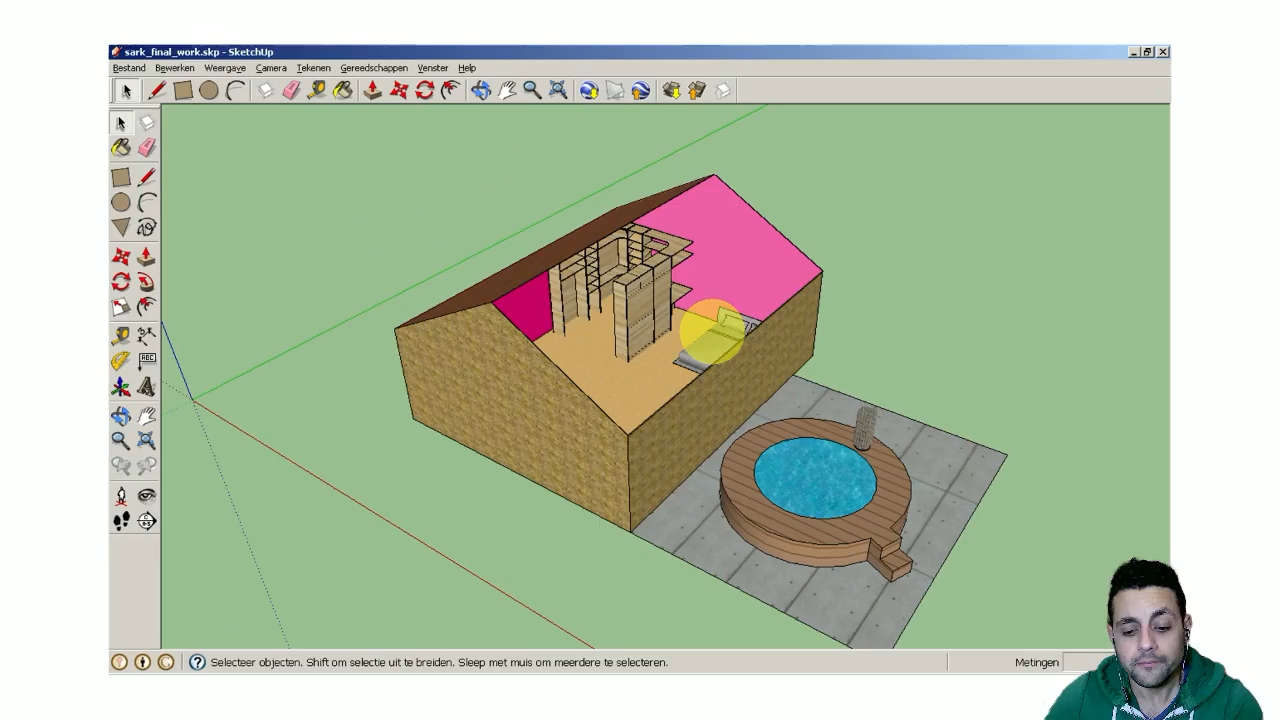 sark_final_work.skp - SketchUp
Bestand Bewerken Weergave Camera Tekenen Gereedschappen Venster Help
ABC
Selecteer objecten. Shift om selectie uit te breiden. Sleep met muis om meerdere te selecteren.
Metingen